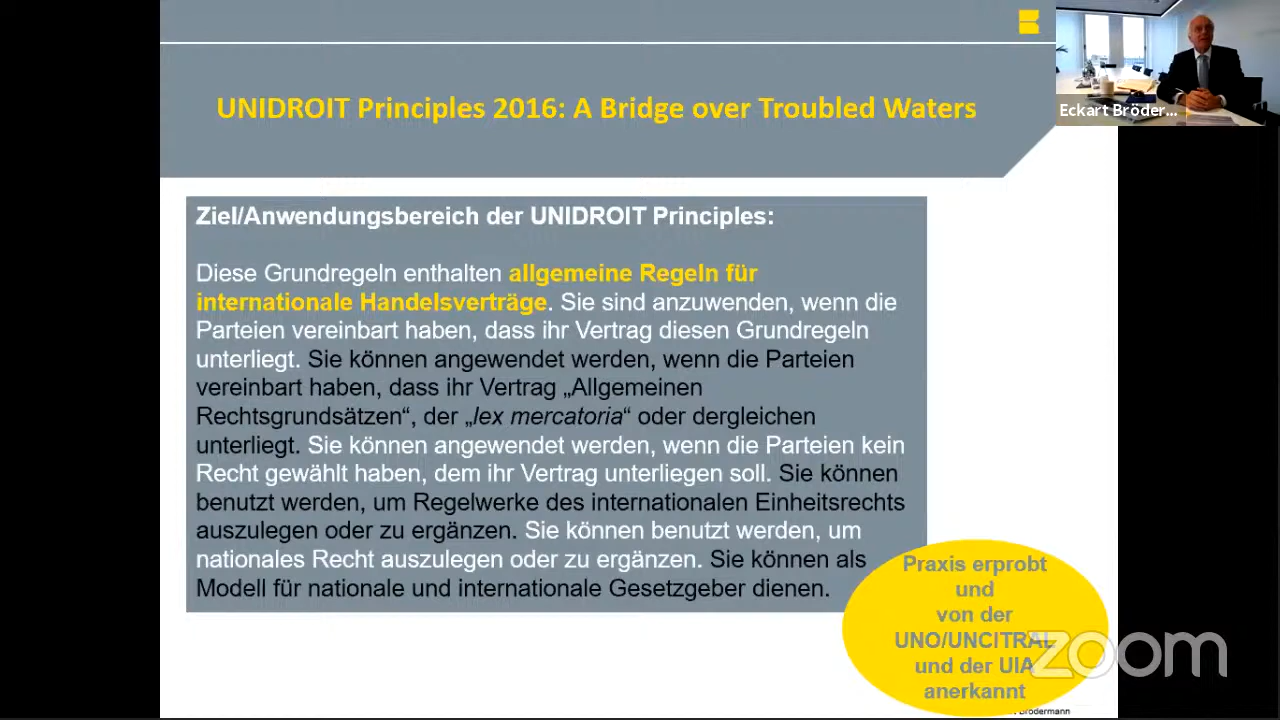 UNIDROIT Principles 2016: A Bridge over Troubled Waters
Eckart Bröder...
Ziel/Anwendungsbereich der UNIDROIT Principles:
Diese Grundregeln enthalten allgemeine Regeln für
internationale Handelsverträge. Sie sind anzuwenden, wenn die
Parteien vereinbart haben, dass ihr Vertrag diesen Grundregeln
unterliegt. Sie können angewendet werden, wenn die Parteien
vereinbart haben, dass ihr Vertrag „Allgemeinen
Rechtsgrundsätzen“, der „lex mercatoria“ oder dergleichen
unterliegt. Sie können angewendet werden, wenn die Parteien kein
Recht gewählt haben, dem ihr Vertrag unterliegen soll. Sie können
benutzt werden, um Regelwerke des internationalen Einheitsrechts
auszulegen oder zu ergänzen. Sie können benutzt werden, um
nationales Recht auszulegen oder zu ergänzen. Sie können als
Modell für nationale und internationale Gesetzgeber dienen.
Praxis erprobt
und
von der
UNO/UNCITRAL
und der UIA
anerkannt
zoom
Brödermann